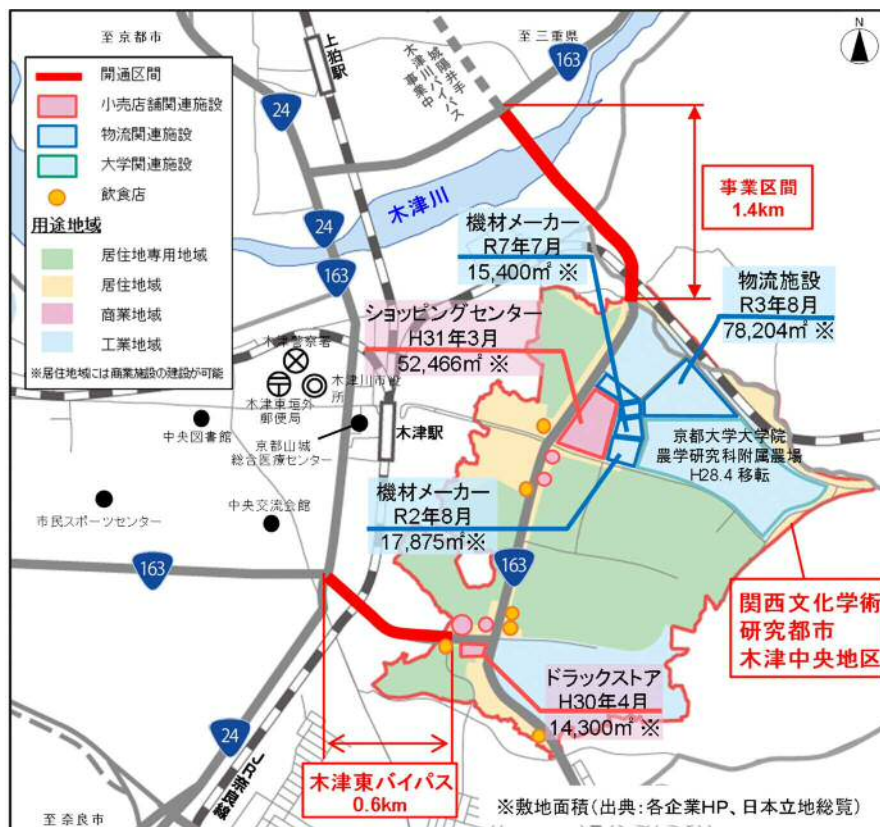 至京都市
上狛駅
城陽井手
木津川バイパス
事業中
至三重県
163
N
24
開通区間
小売店舗関連施設
物流関連施設
大学関連施設
飲食店
用途地域
居住地専用地域
居住地域
商業地域
工業地域
※居住地域には商業施設の建設が可能
24
163
木津川
事業区間
1.4km
機材メーカー
R7年7月
15,400㎡ ※
物流施設
R3年8月
78,204㎡ ※
ショッピングセンター
H31年3月
52,466㎡ ※
木津警察署
木津川市役
所
木津東垣外
郵便局
中央図書館
京都山城
総合医療センター
木津駅
京都大学大学院
農学研究科附属農場
H28.4 移転
市民スポーツセンター
中央交流会館
機材メーカー
R2年8月
17,875㎡※
163
163
関西文化学術
研究都市
木津中央地区
ドラックストア
H30年4月
14,300㎡ ※
24
JR奈良線
木津東バイパス
0.6km
至奈良市
※敷地面積(出典:各企業HP、日本立地総覧)